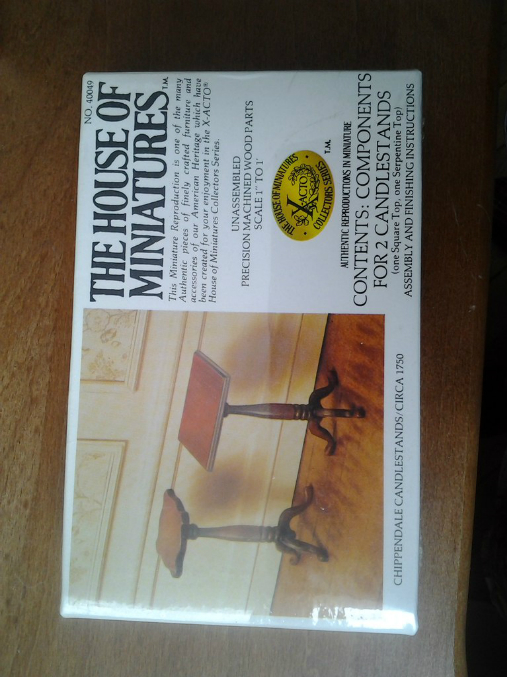 NO. 40049
THE HOUSE OF
MINIATURES T.M.
This Miniature Reproduction is one of the many
Authentic pieces of finely crafted furniture and
accessories of our American Heritage which have
been created for your enjoyment in the X-ACTO®
House of Miniatures Collectors Series.
UNASSEMBLED
PRECISION MACHINED WOOD PARTS
SCALE 1" TO 1'
THE HOUSE OF MINIATURES
X-ACTO
COLLECTORS SERIES
T.M.
AUTHENTIC REPRODUCTIONS IN MINIATURE
CONTENTS: COMPONENTS
FOR 2 CANDLESTANDS
(one Square Top, one Serpentine Top)
ASSEMBLY AND FINISHING INSTRUCTIONS
CHIPPENDALE CANDLESTANDS/CIRCA 1750